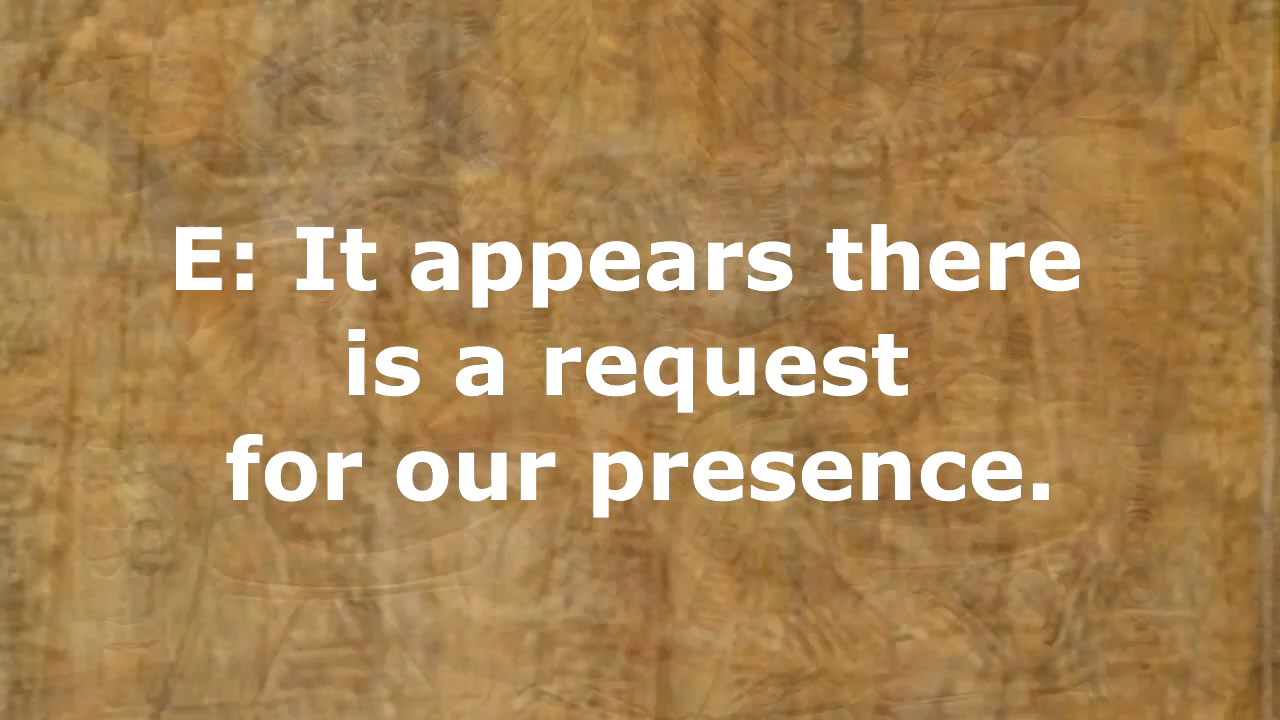 E: It appears there
is a request
for our presence.